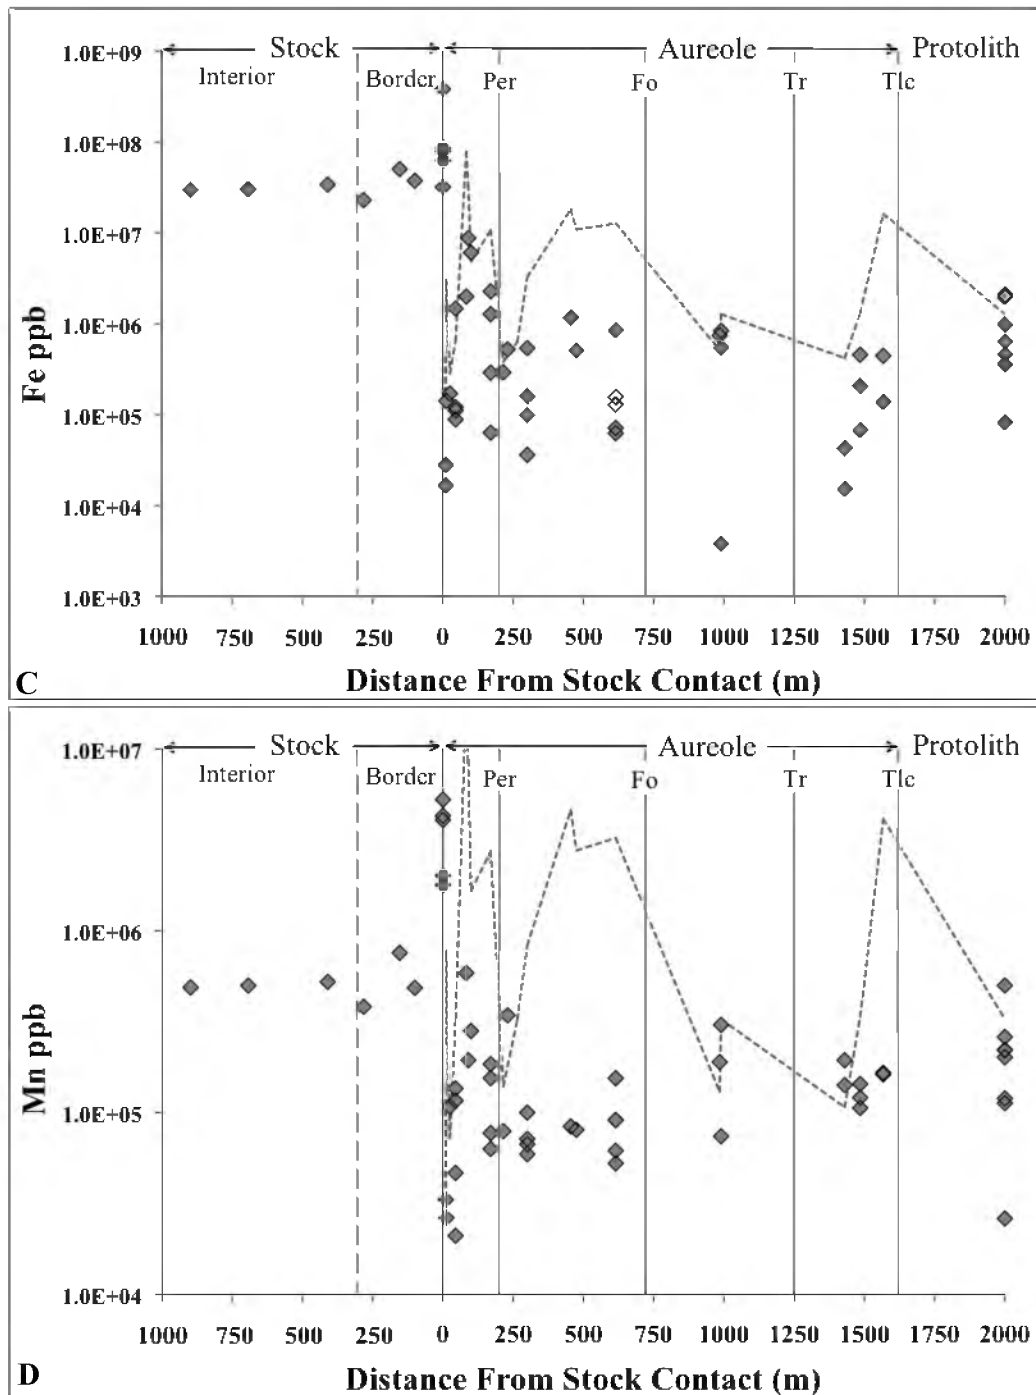 Stock Aureole Protolith
Interior Border Per Fo Tr Tlc
1.0E+09
1.0E+08
1.0E+07
1.0E+06
1.0E+05
1.0E+04
1.0E+03
Fe ppb
1000 750 500 250 0 250 500 750 1000 1250 1500 1750 2000
Distance From Stock Contact (m)
C
Stock Aureole Protolith
Interior Border Per Fo Tr Tlc
1.0E+07
1.0E+06
1.0E+05
1.0E+04
Mn ppb
1000 750 500 250 0 250 500 750 1000 1250 1500 1750 2000
Distance From Stock Contact (m)
D